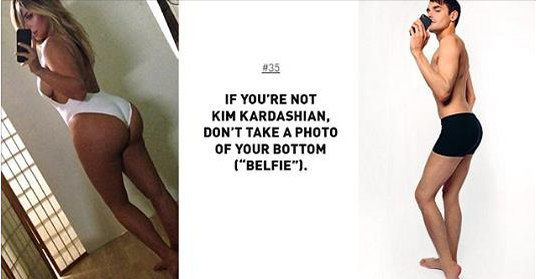 #35
IF YOU'RE NOT
KIM KARDASHIAN,
DON'T TAKE A PHOTO
OF YOUR BOTTOM
("BELFIE").